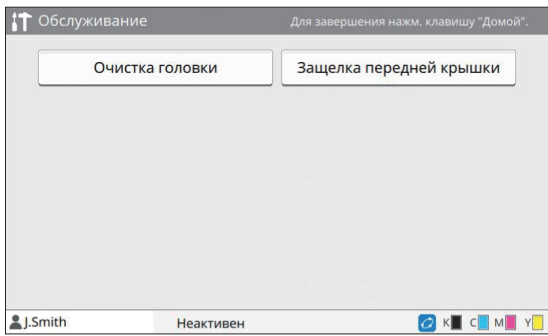 Обслуживание Для завершения нажм. клавишу "Домой".
Очистка головки Защелка передней крышки
J.Smith Неактивен K C M Y